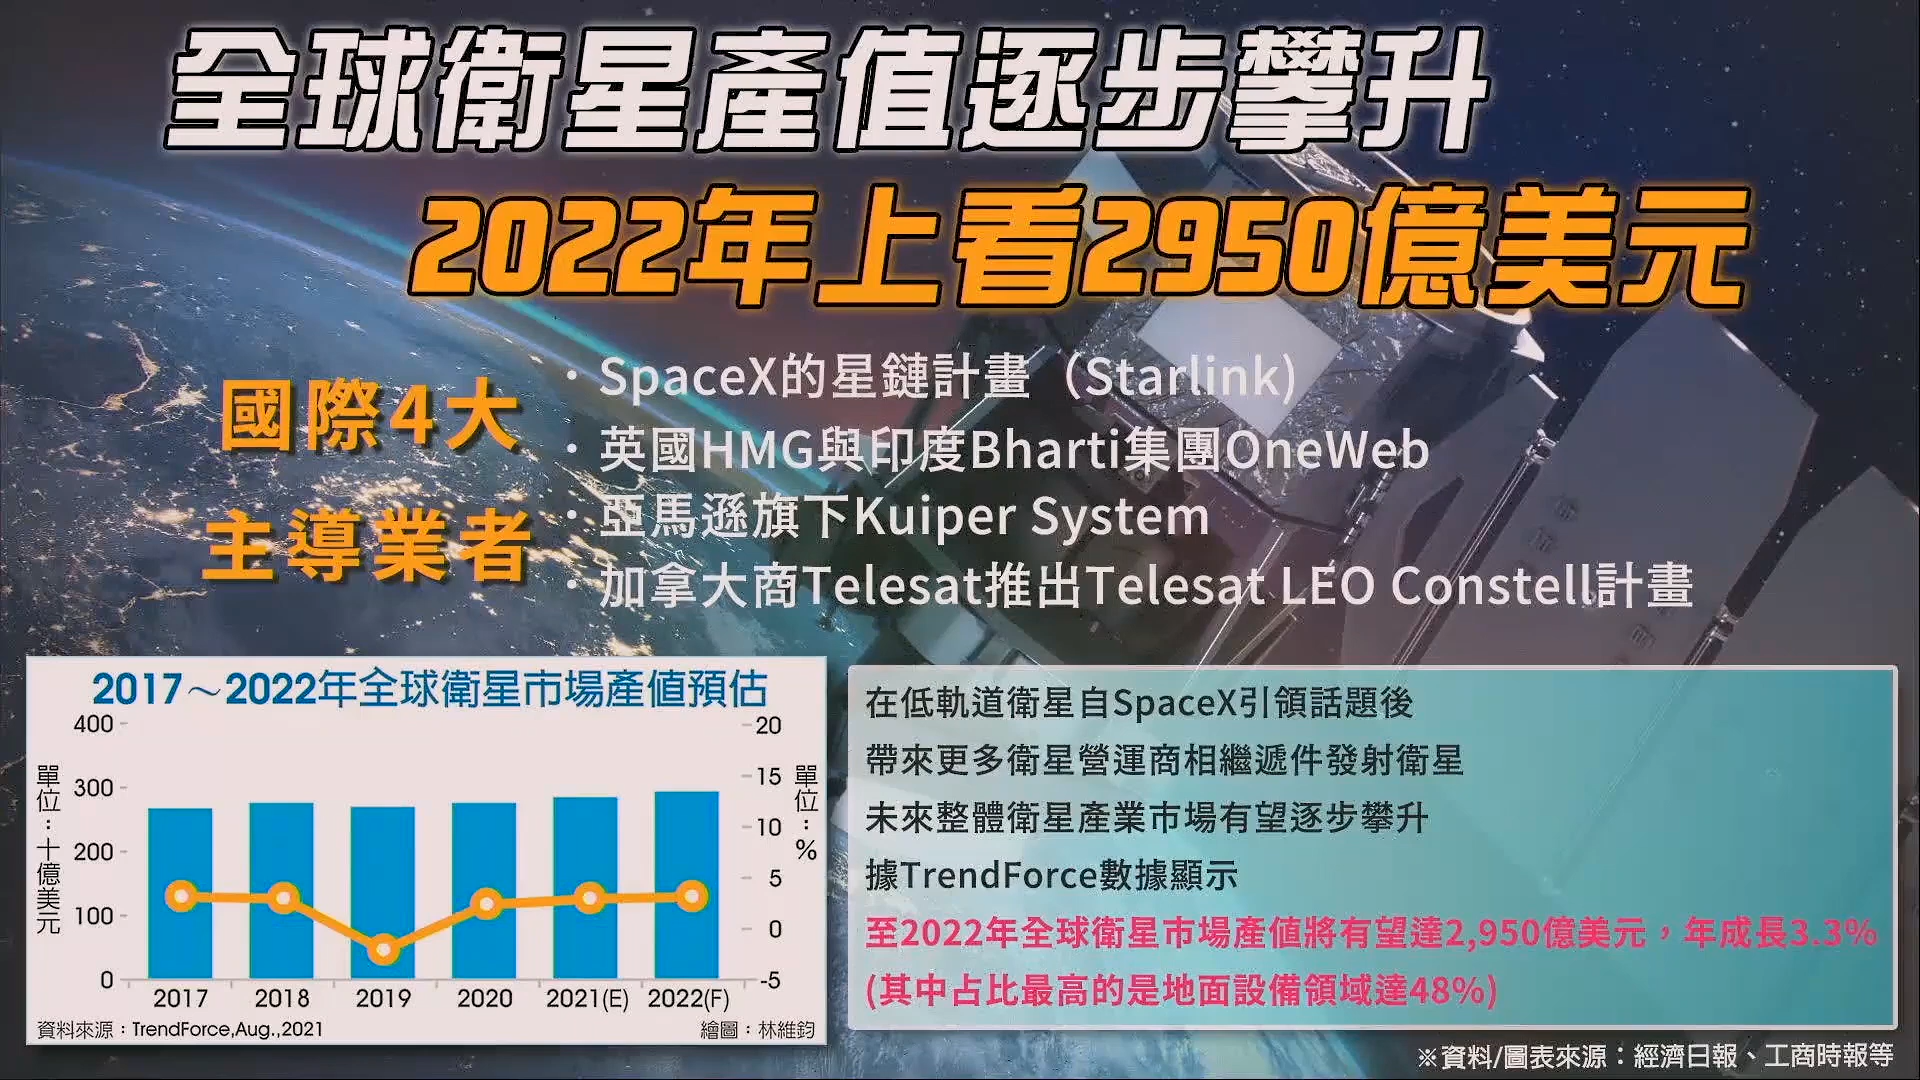 全球衛星產值逐步攀升
2022年上看2950億美元
國際4大
主導業者
· SpaceX的星鏈計畫（Starlink)
· 英國HMG與印度Bharti集團OneWeb
· 亞馬遜旗下Kuiper System
· 加拿大商Telesat推出Telesat LEO Constell計畫
2017～2022年全球衛星市場產值預估
單位：十億美元
400
300
200
100
0
單位：%
20
15
10
5
0
-5
2017 2018 2019 2020 2021(E) 2022(F)
資料來源：TrendForce,Aug.,2021
繪圖：林維鈞
在低軌道衛星自SpaceX引領話題後
帶來更多衛星營運商相繼遞件發射衛星
未來整體衛星產業市場有望逐步攀升
據TrendForce數據顯示
至2022年全球衛星市場產值將有望達2,950億美元，年成長3.3%
(其中占比最高的是地面設備領域達48%)
※資料/圖表來源：經濟日報、工商時報等